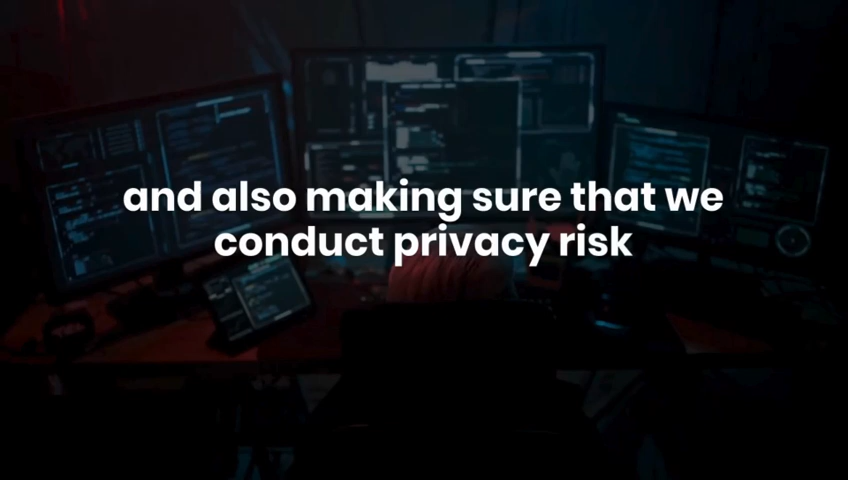 and also making sure that we
conduct privacy risk